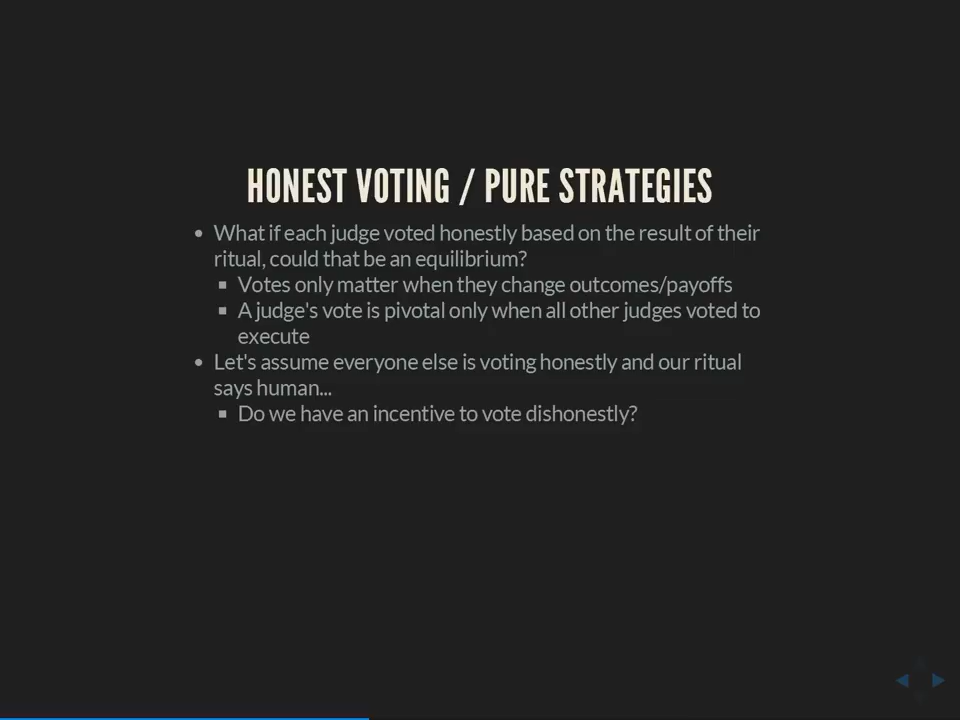 HONEST VOTING / PURE STRATEGIES
• What if each judge voted honestly based on the result of their
ritual, could that be an equilibrium?
▪ Votes only matter when they change outcomes/payoffs
▪ A judge's vote is pivotal only when all other judges voted to
execute
• Let's assume everyone else is voting honestly and our ritual
says human...
▪ Do we have an incentive to vote dishonestly?